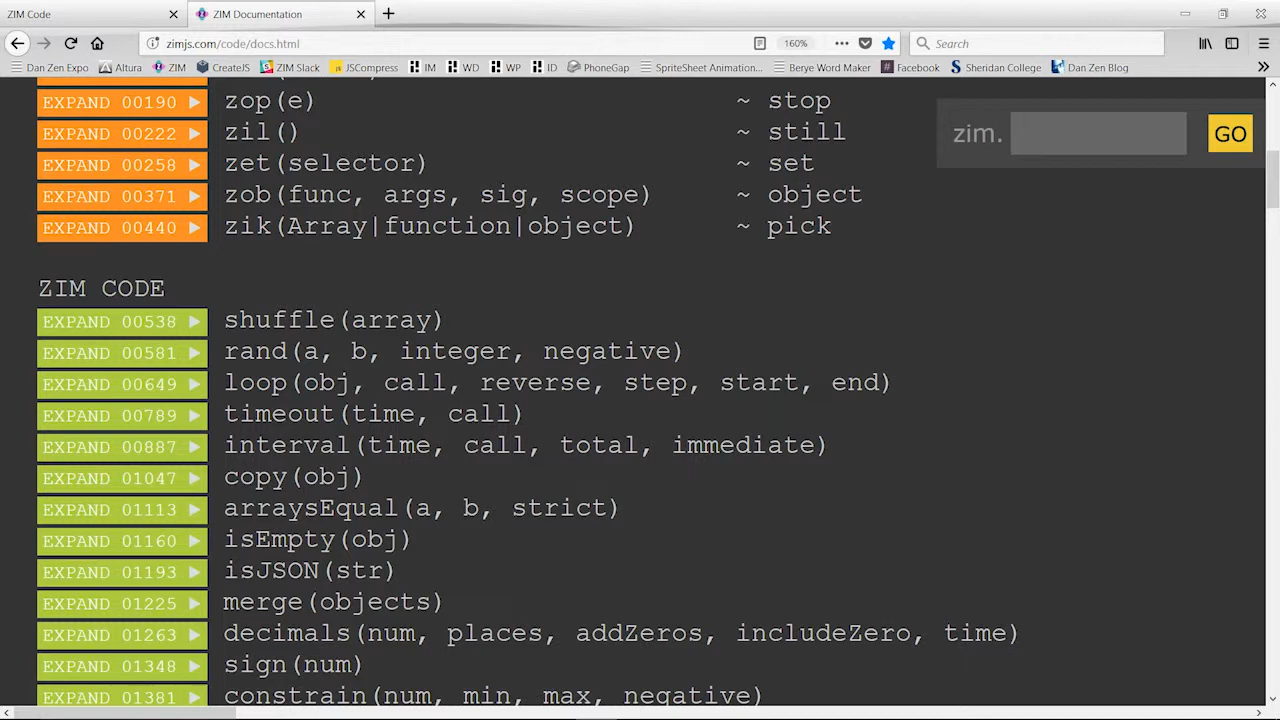 ZIM Code
ZIM Documentation
zimjs.com/code/docs.html
160%
Search
Dan Zen Expo
Altura
ZIM
CreateJS
ZIM Slack
JSCompress
IM
WD
WP
ID
PhoneGap
SpriteSheet Animation...
Berye Word Maker
Facebook
Sheridan College
Dan Zen Blog
EXPAND 00190 zop(e) ~ stop
EXPAND 00222 zil() ~ still
EXPAND 00258 zet(selector) ~ set
EXPAND 00371 zob(func, args, sig, scope) ~ object
EXPAND 00440 zik(Array|function|object) ~ pick
zim.
GO
ZIM CODE
EXPAND 00538 shuffle(array)
EXPAND 00581 rand(a, b, integer, negative)
EXPAND 00649 loop(obj, call, reverse, step, start, end)
EXPAND 00789 timeout(time, call)
EXPAND 00887 interval(time, call, total, immediate)
EXPAND 01047 copy(obj)
EXPAND 01113 arraysEqual(a, b, strict)
EXPAND 01160 isEmpty(obj)
EXPAND 01193 isJSON(str)
EXPAND 01225 merge(objects)
EXPAND 01263 decimals(num, places, addZeros, includeZero, time)
EXPAND 01348 sign(num)
EXPAND 01381 constrain(num, min, max, negative)